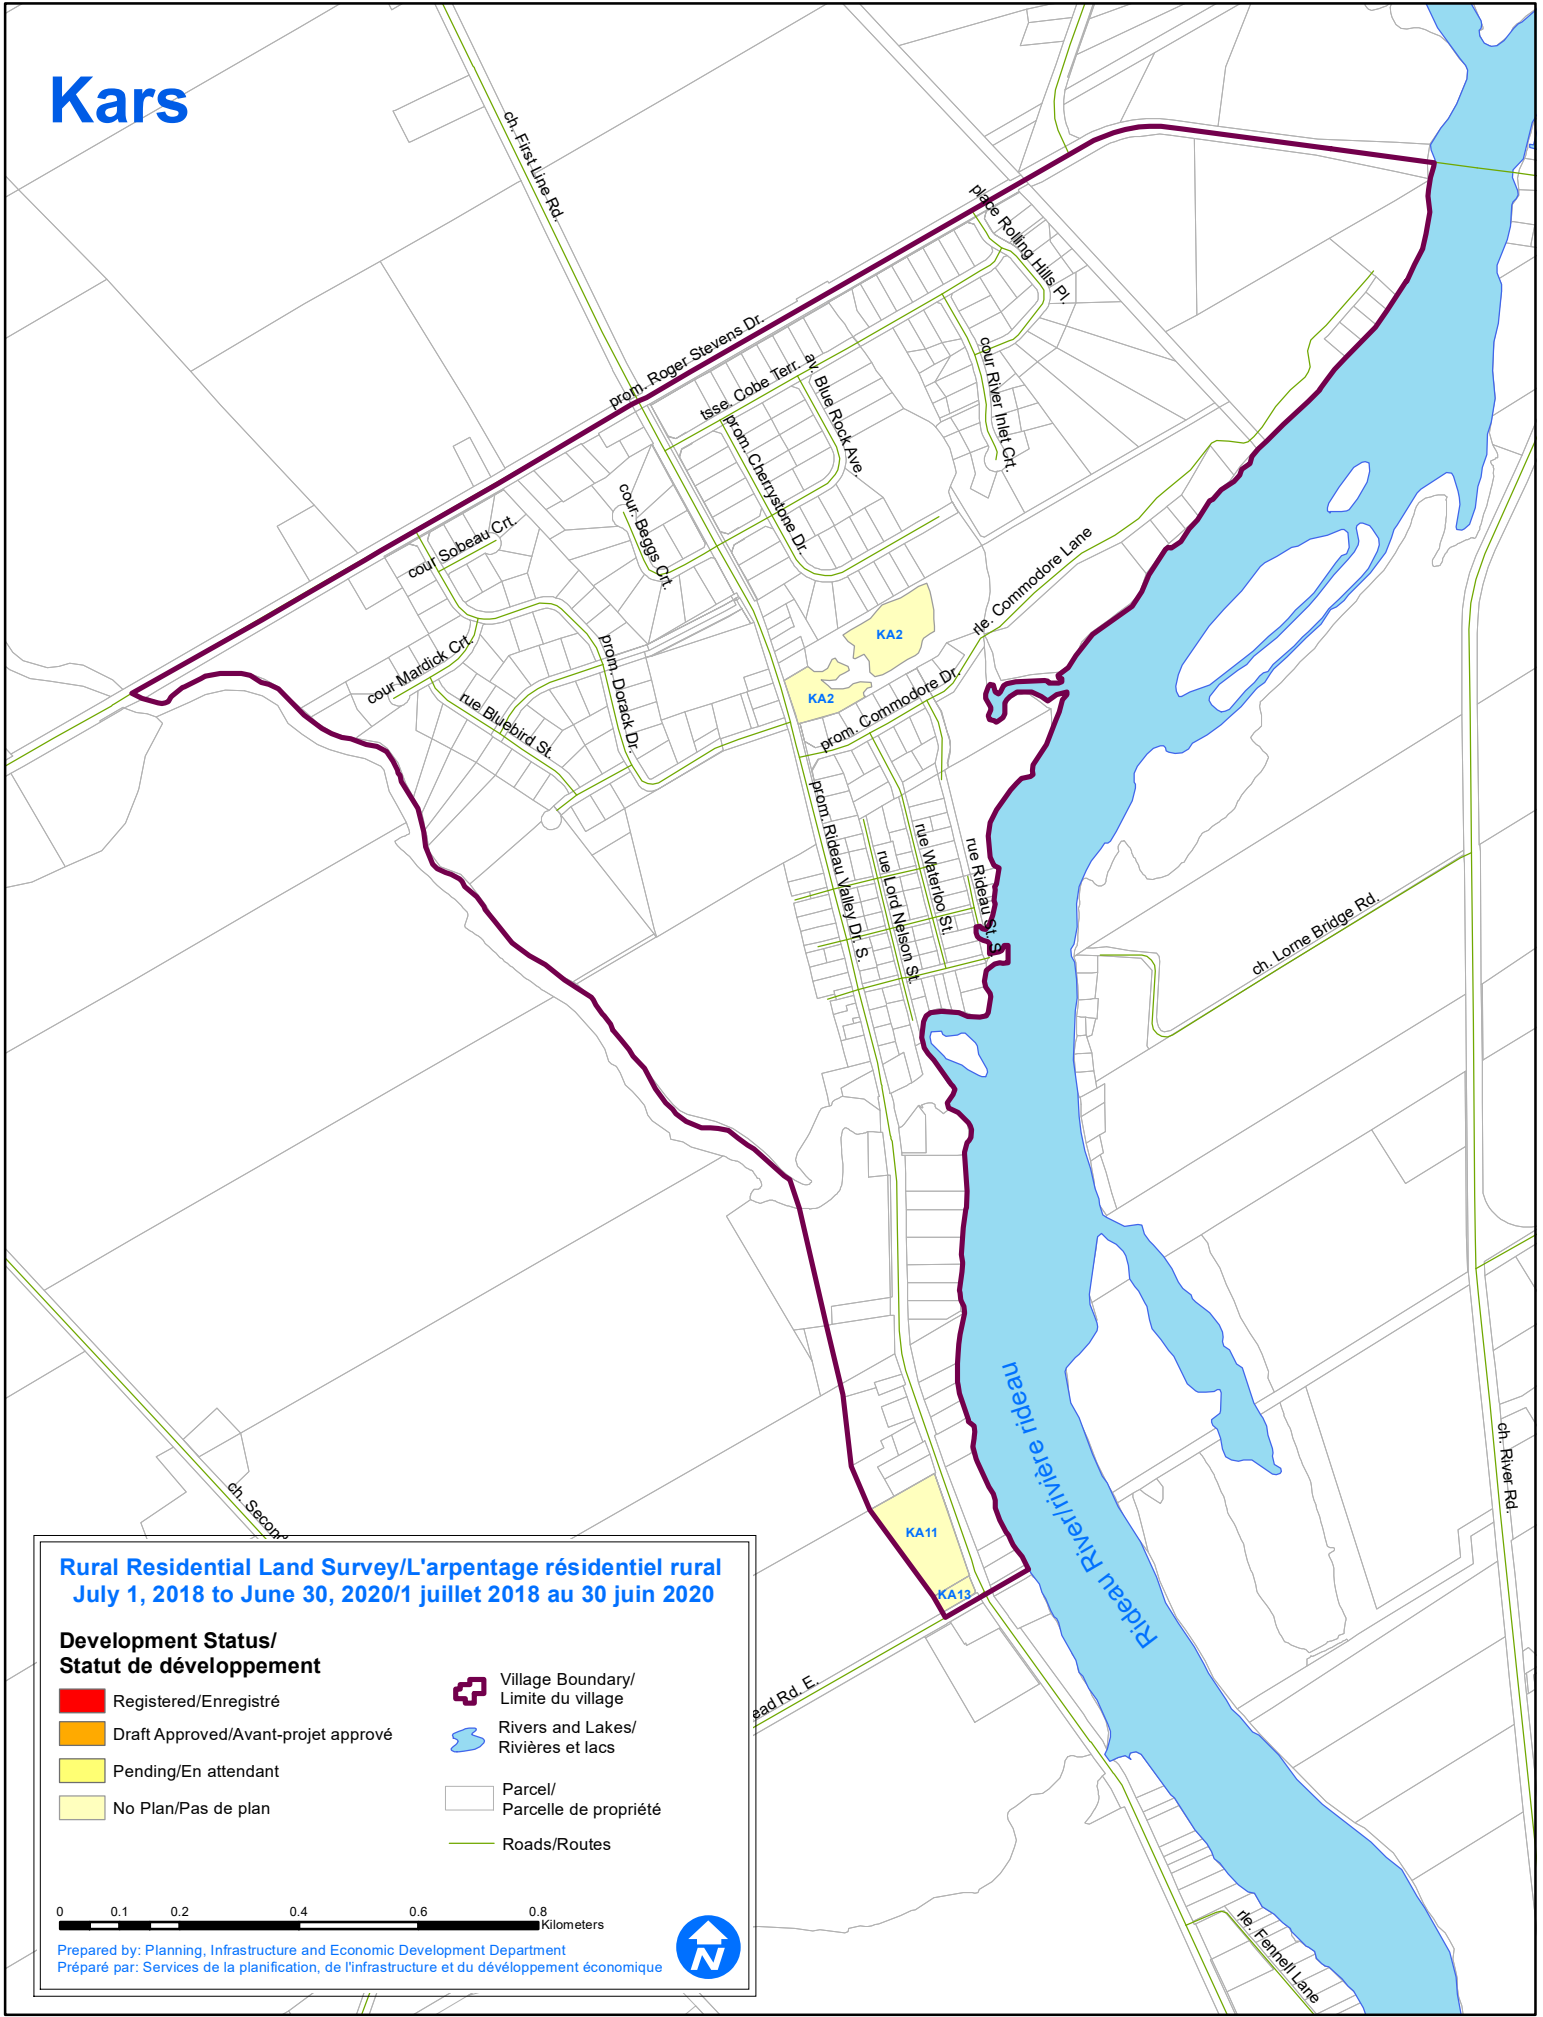 Kars
ch. First Line Rd.
place Rolling Hills Pl.
prom. Roger Stevens Dr.
tsse. Cobe Terr.
av. Blue Rock Ave.
cour River Inlet Crt.
prom. Cherrystone Dr.
cour. Beggs Crt.
cour Sobeau Crt.
rle. Commodore Lane
KA2
cour Mardick Crt.
prom. Dorack Dr.
KA2
prom. Commodore Dr.
rue Bluebird St.
prom. Rideau Valley Dr. S.
rue Lord Nelson St.
rue Waterloo St.
rue Rideau St. S.
ch. Lorne Bridge Rd.
Rideau River/rivière rideau
ch. River Rd.
ch. Second
KA11
KA13
ead Rd. E.
rle. Fennell Lane
Rural Residential Land Survey/L'arpentage résidentiel rural
July 1, 2018 to June 30, 2020/1 juillet 2018 au 30 juin 2020
Development Status/
Statut de développement
Registered/Enregistré
Draft Approved/Avant-projet apprové
Pending/En attendant
No Plan/Pas de plan
Village Boundary/
Limite du village
Rivers and Lakes/
Rivières et lacs
Parcel/
Parcelle de propriété
Roads/Routes
0 0.1 0.2 0.4 0.6 0.8
Kilometers
Prepared by: Planning, Infrastructure and Economic Development Department
Préparé par: Services de la planification, de l'infrastructure et du dévéloppement économique
N